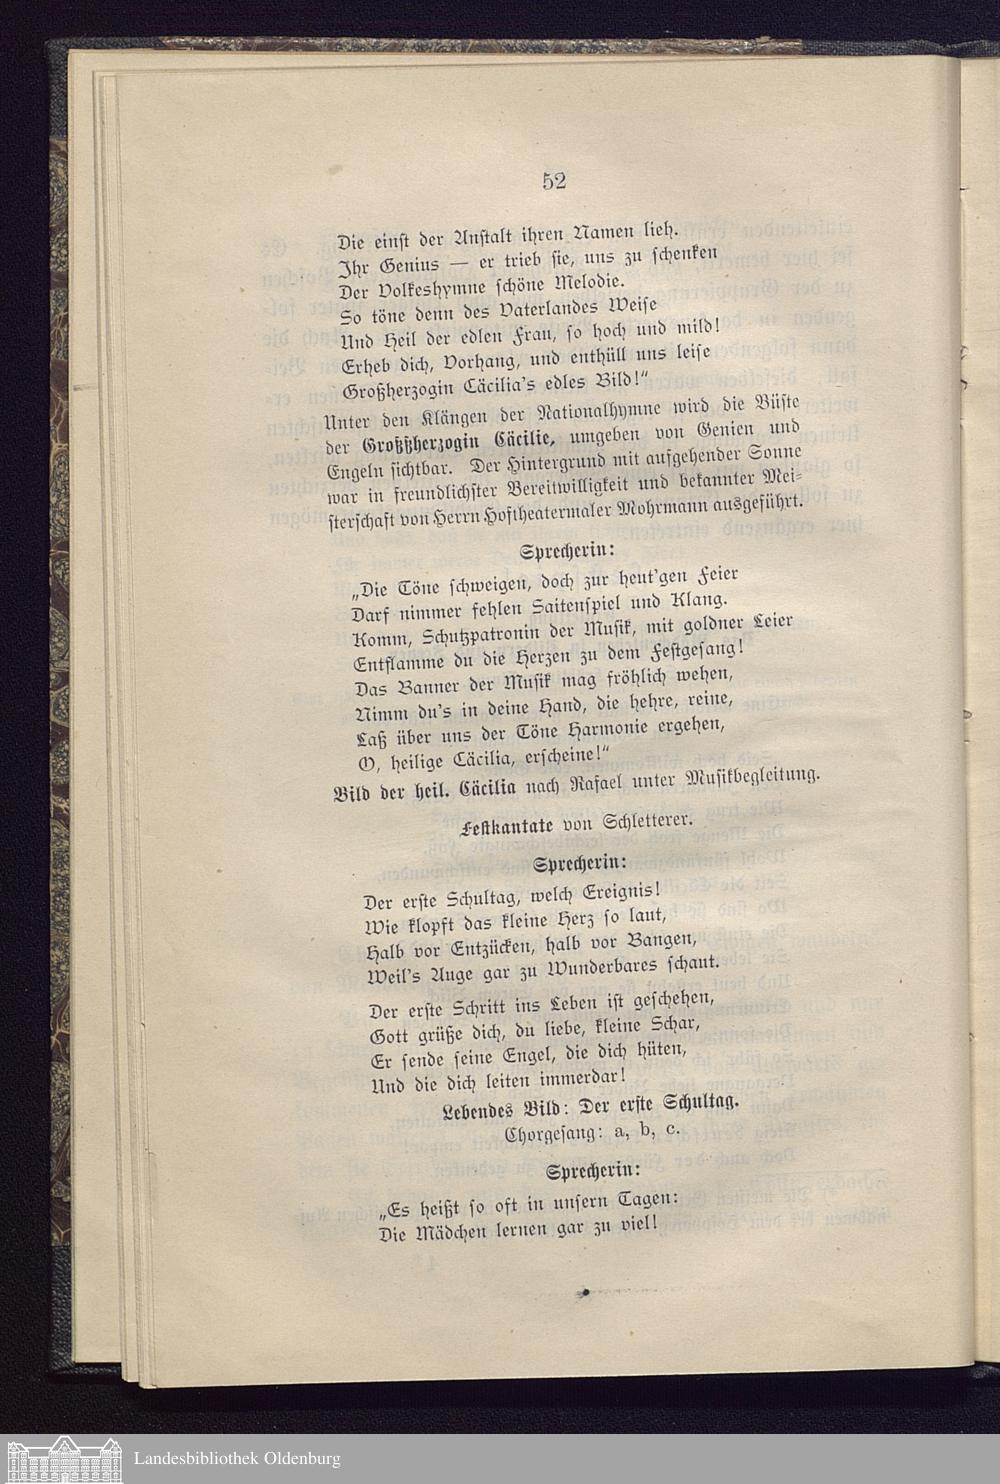 52
Die einst der Anstalt ihren Namen lieh.
Ihr Genius — er trieb sie, uns zu schenken
Der Volkeshymne schöne Melodie.
So töne denn des Vaterlandes Weise
Und Heil der edlen Frau, so hoch und mild!
Erheb dich, Vorhang, und enthüll uns leise
Großherzogin Cäcilia's edles Bild!“
Unter den Klängen der Nationalhymne wird die Büste
der Großherzogin Cäcilie, umgeben von Genien und
Engeln sichtbar. Der Hintergrund mit aufgehender Sonne
war in freundlichster Bereitwilligkeit und bekannter Mei-
sterschaft von Herrn Hoftheatermaler Mohrmann ausgeführt.
Sprecherin:
„Die Töne schweigen, doch zur heut'gen Feier
Darf nimmer fehlen Saitenspiel und Klang.
Komm, Schutzpatronin der Musik, mit goldner Leier
Entflamme du die Herzen zu dem Festgesang!
Das Banner der Musik mag fröhlich wehen,
Nimm du's in deine Hand, die hehre, reine,
Laß über uns der Töne Harmonie ergehen,
O, heilige Cäcilia, erscheine!“
Bild der heil. Cäcilia nach Rafael unter Musikbegleitung.
Festkantate von Schletterer.
Sprecherin:
Der erste Schultag, welch Ereignis!
Wie klopft das kleine Herz so laut,
Halb vor Entzücken, halb vor Bangen,
Weil's Auge gar zu Wunderbares schaut.
Der erste Schritt ins Leben ist geschehen,
Gott grüße dich, du liebe, kleine Schar,
Er sende seine Engel, die dich hüten,
Und die dich leiten immerdar!
Lebendes Bild: Der erste Schultag.
Chorgesang: a, b, c.
Sprecherin:
„Es heißt so oft in unsern Tagen:
Die Mädchen lernen gar zu viel!
Landesbibliothek Oldenburg